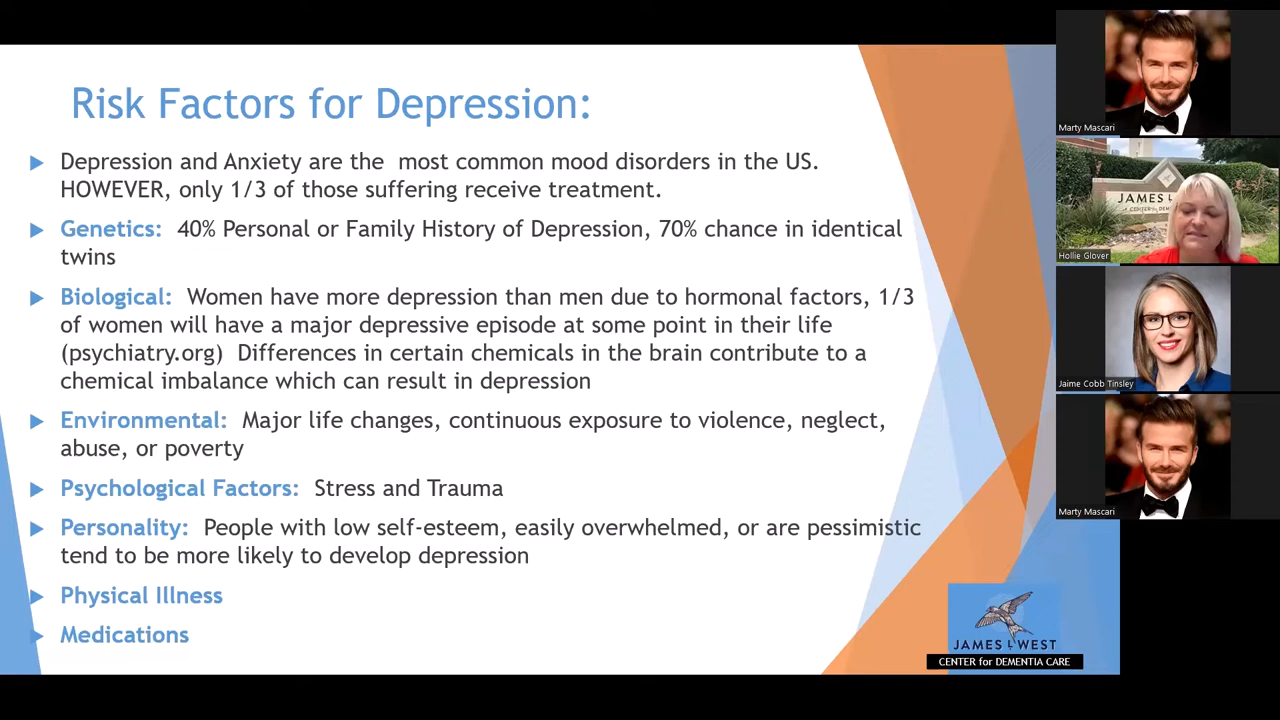 Risk Factors for Depression:
Depression and Anxiety are the most common mood disorders in the US.
HOWEVER, only 1/3 of those suffering receive treatment.
Genetics: 40% Personal or Family History of Depression, 70% chance in identical
twins
Biological: Women have more depression than men due to hormonal factors, 1/3
of women will have a major depressive episode at some point in their life
(psychiatry.org) Differences in certain chemicals in the brain contribute to a
chemical imbalance which can result in depression
Environmental: Major life changes, continuous exposure to violence, neglect,
abuse, or poverty
Psychological Factors: Stress and Trauma
Personality: People with low self-esteem, easily overwhelmed, or are pessimistic
tend to be more likely to develop depression
Physical Illness
Medications
JAMES L WEST
CENTER for DEMENTIA CARE
Marty Mascari
JAMES L
CENTER
Hollie Glover
Jaime Cobb Tinsley
Marty Mascari